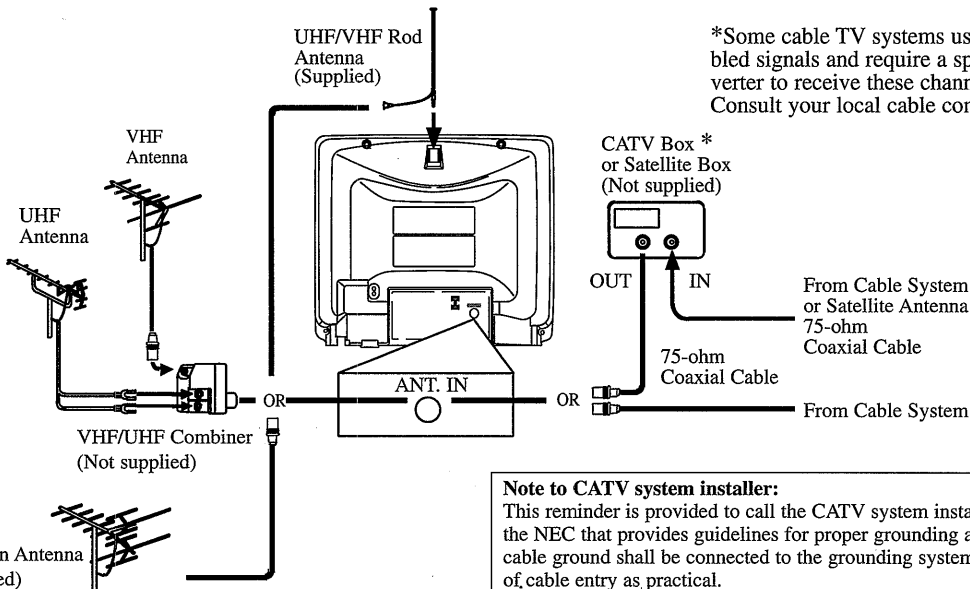 UHF/VHF Rod
Antenna
(Supplied)
*Some cable TV systems us
bled signals and require a sp
verter to receive these chann
Consult your local cable con
VHF
Antenna
CATV Box *
or Satellite Box
(Not supplied)
UHF
Antenna
OUT
IN
From Cable System
or Satellite Antenna
75-ohm
Coaxial Cable
75-ohm
Coaxial Cable
ANT. IN
OR
OR
From Cable System
VHF/UHF Combiner
(Not supplied)
Note to CATV system installer:
This reminder is provided to call the CATV system insta
the NEC that provides guidelines for proper grounding a
cable ground shall be connected to the grounding system
of cable entry as practical.
n Antenna
ed)